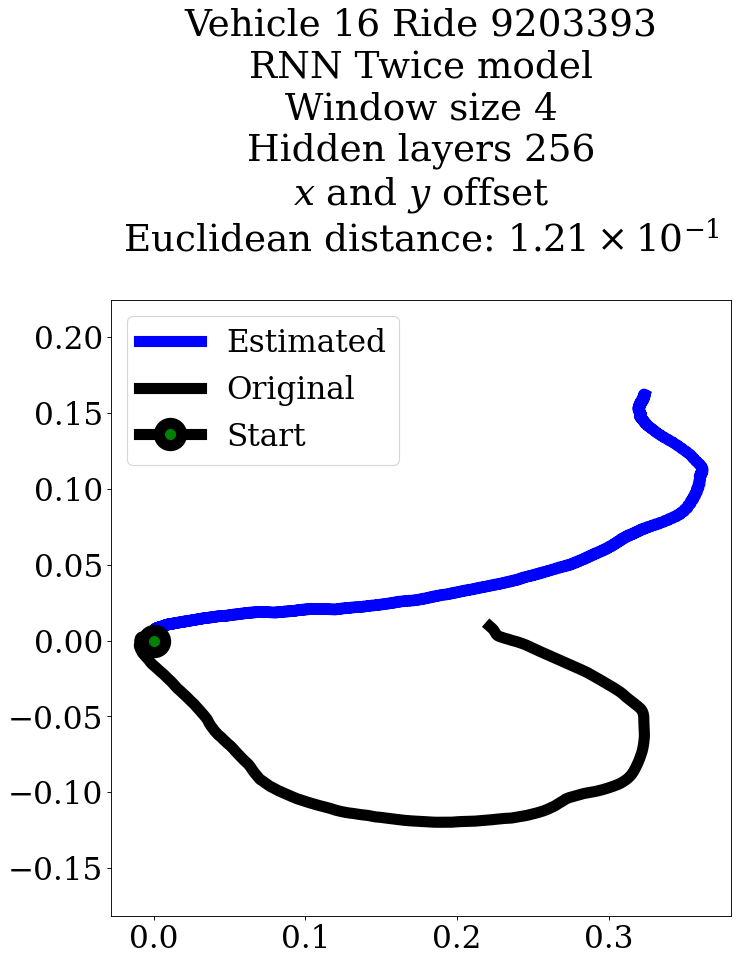 Vehicle 16 Ride 9203393
RNN Twice model
Window size 4
Hidden layers 256
x and y offset
Euclidean distance: 1.21 × 10⁻¹
Estimated
Original
Start
0.20
0.15
0.10
0.05
0.00
−0.05
−0.10
−0.15
0.0 0.1 0.2 0.3